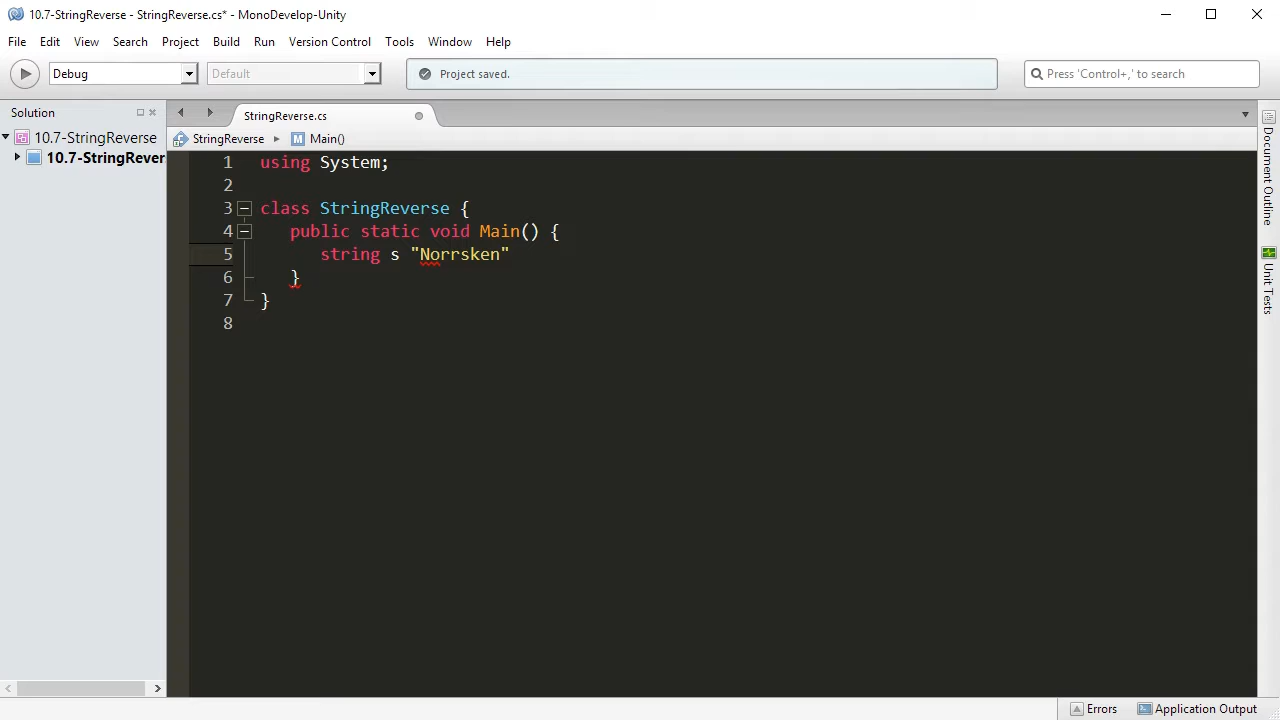 10.7-StringReverse - StringReverse.cs* - MonoDevelop-Unity
File Edit View Search Project Build Run Version Control Tools Window Help
Debug Default Project saved. Press 'Control+,' to search
Solution StringReverse.cs
10.7-StringReverse StringReverse Main()
10.7-StringRever
1 using System;
2
3 class StringReverse {
4 public static void Main() {
5 string s "Norrsken"
6 }
7 }
8
Document Outline
Unit Tests
Errors Application Output